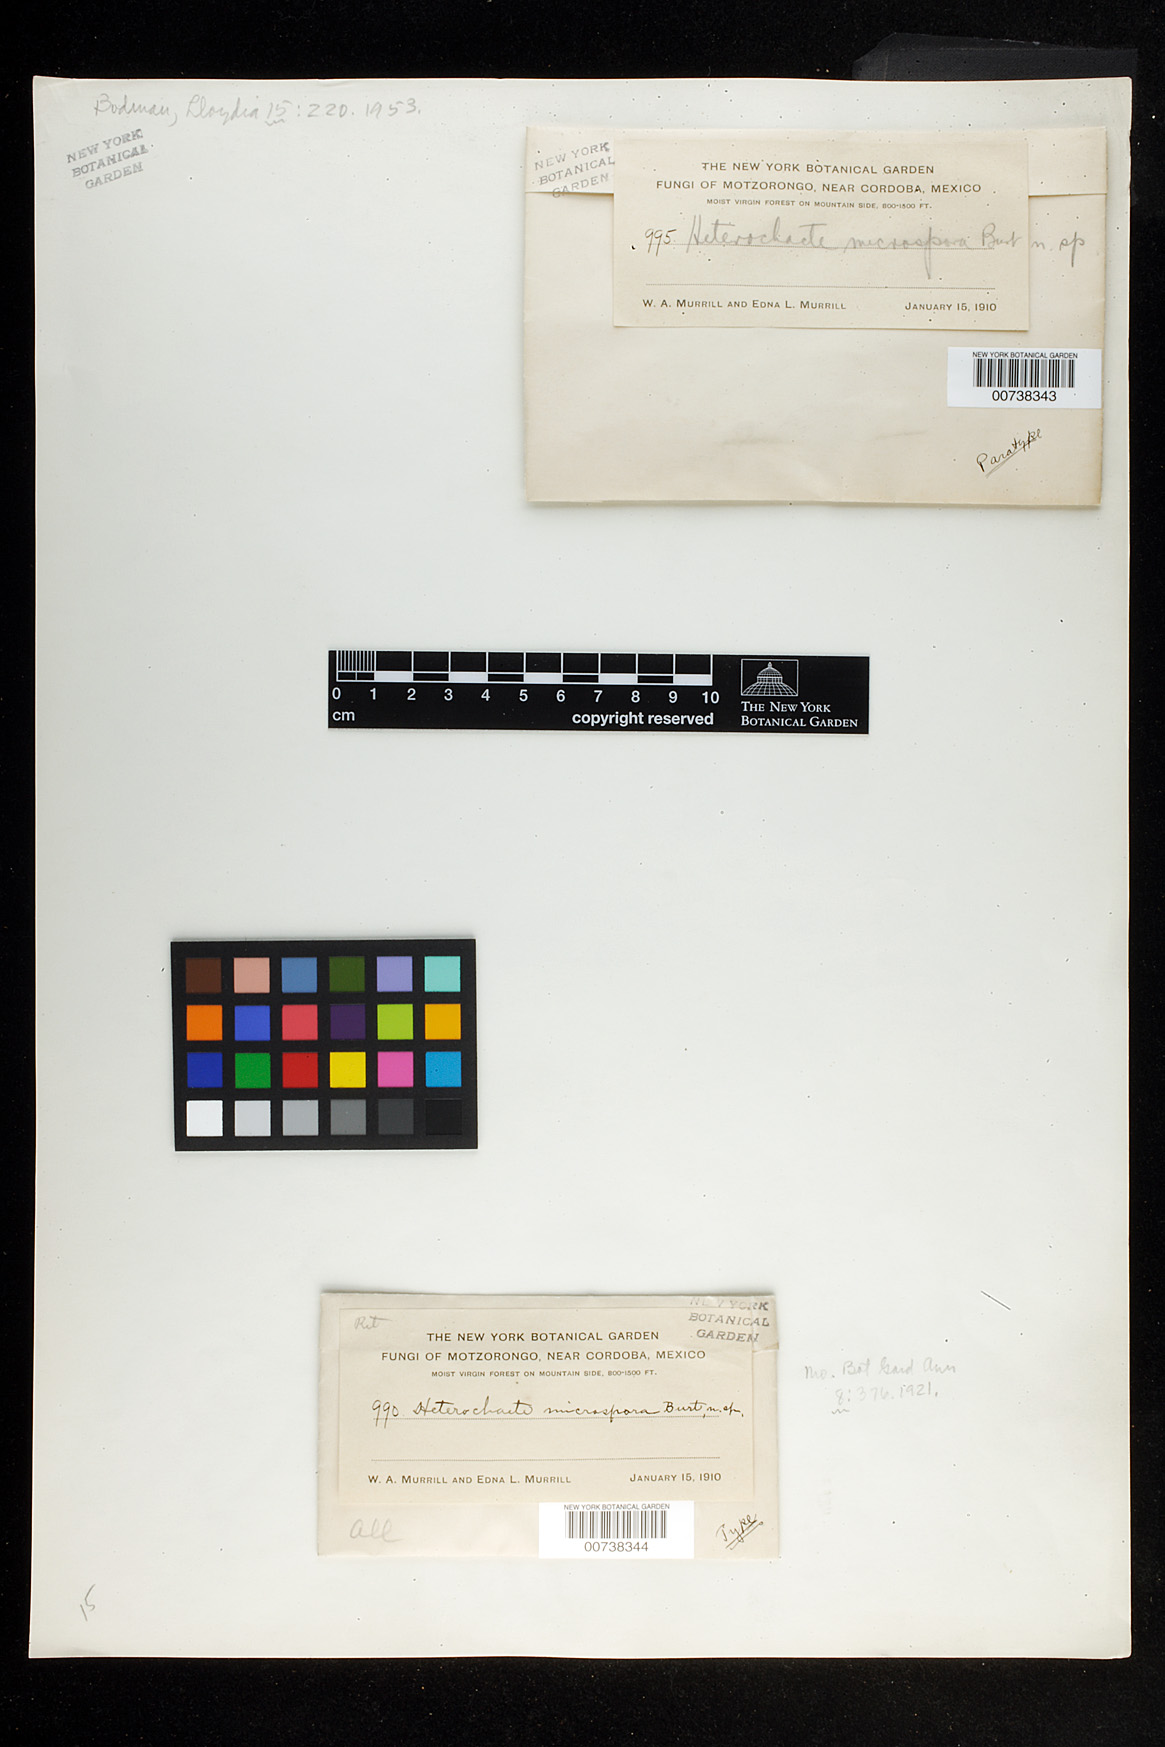 Bodman, Lloydia 15:220. 1953.
NEW YORK
BOTANICAL
GARDEN
NEW YORK
BOTANICAL
GARDEN
THE NEW YORK BOTANICAL GARDEN
FUNGI OF MOTZORONGO, NEAR CORDOBA, MEXICO
MOIST VIRGIN FOREST ON MOUNTAIN SIDE, 800-1500 FT.
995. Heterochaete microspora Burt n. sp
W. A. MURRILL AND EDNA L. MURRILL JANUARY 15, 1910
NEW YORK BOTANICAL GARDEN
00738343
Paratype
0 1 2 3 4 5 6 7 8 9 10
cm copyright reserved
THE NEW YORK
BOTANICAL GARDEN
Ret
NEW YORK
BOTANICAL
GARDEN
THE NEW YORK BOTANICAL GARDEN
FUNGI OF MOTZORONGO, NEAR CORDOBA, MEXICO
MOIST VIRGIN FOREST ON MOUNTAIN SIDE, 800-1500 FT.
990. Heterochaete microspora Burt, n. sp.
W. A. MURRILL AND EDNA L. MURRILL JANUARY 15, 1910
All
NEW YORK BOTANICAL GARDEN
00738344
Type
Mo. Bot Gard Ann
8:376.1921.
15